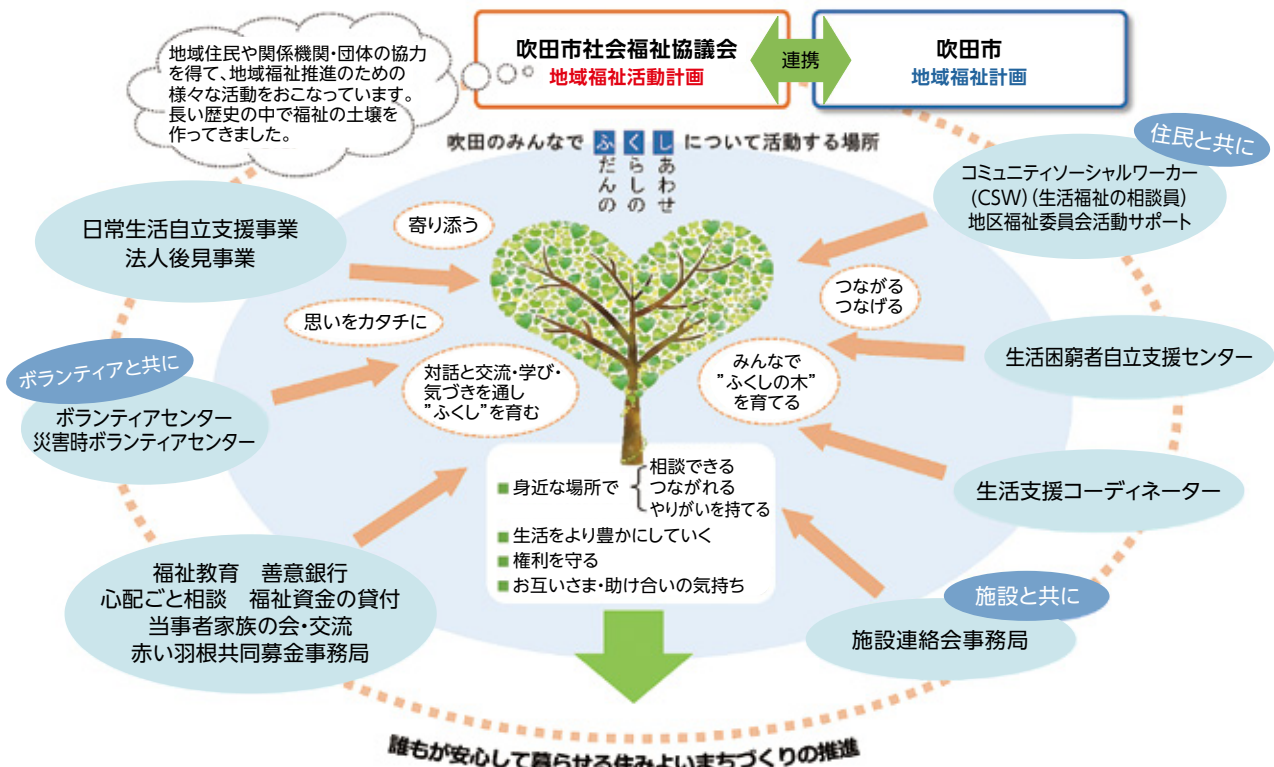 地域住民や関係機関・団体の協力
を得て、地域福祉推進のための
様々な活動をおこなっています。
長い歴史の中で福祉の土壌を
作ってきました。
吹田市社会福祉協議会
地域福祉活動計画
連携
吹田市
地域福祉計画
吹田のみんなで ふくし について活動する場所
ふだんの
くらしの
しあわせ
住民と共に
コミュニティソーシャルワーカー
(CSW)(生活福祉の相談員)
地区福祉委員会活動サポート
日常生活自立支援事業
法人後見事業
寄り添う
つながる
つなげる
思いをカタチに
生活困窮者自立支援センター
ボランティアと共に
ボランティアセンター
災害時ボランティアセンター
対話と交流・学び・
気づきを通し
”ふくし”を育む
みんなで
”ふくしの木”
を育てる
生活支援コーディネーター
■ 身近な場所で
相談できる
つながれる
やりがいを持てる
■ 生活をより豊かにしていく
■ 権利を守る
■ お互いさま・助け合いの気持ち
福祉教育　善意銀行
心配ごと相談　福祉資金の貸付
当事者家族の会・交流
赤い羽根共同募金事務局
施設と共に
施設連絡会事務局
誰もが安心して暮らせる住みよいまちづくりの推進